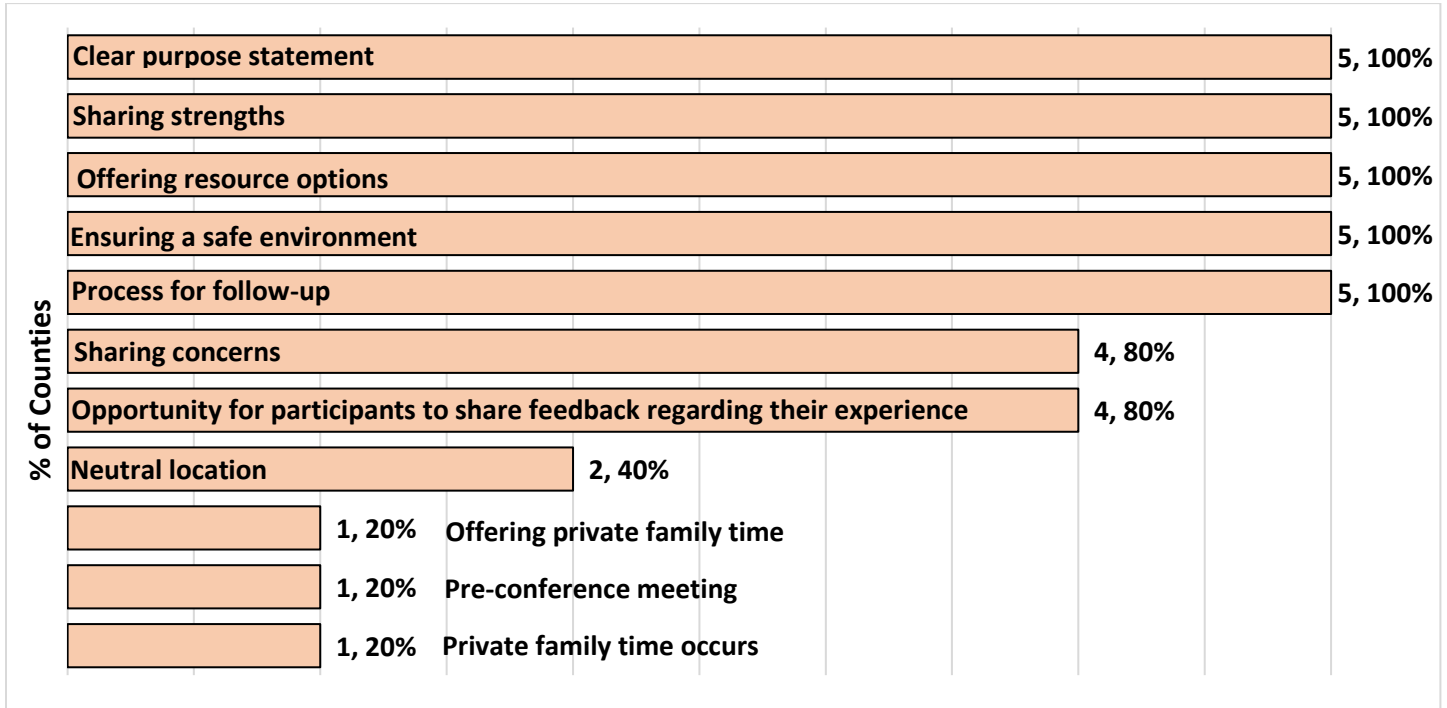 Clear purpose statement 5, 100%
Sharing strengths 5, 100%
Offering resource options 5, 100%
Ensuring a safe environment 5, 100%
Process for follow-up 5, 100%
Sharing concerns 4, 80%
Opportunity for participants to share feedback regarding their experience 4, 80%
Neutral location 2, 40%
1, 20% Offering private family time
1, 20% Pre-conference meeting
1, 20% Private family time occurs
% of Counties